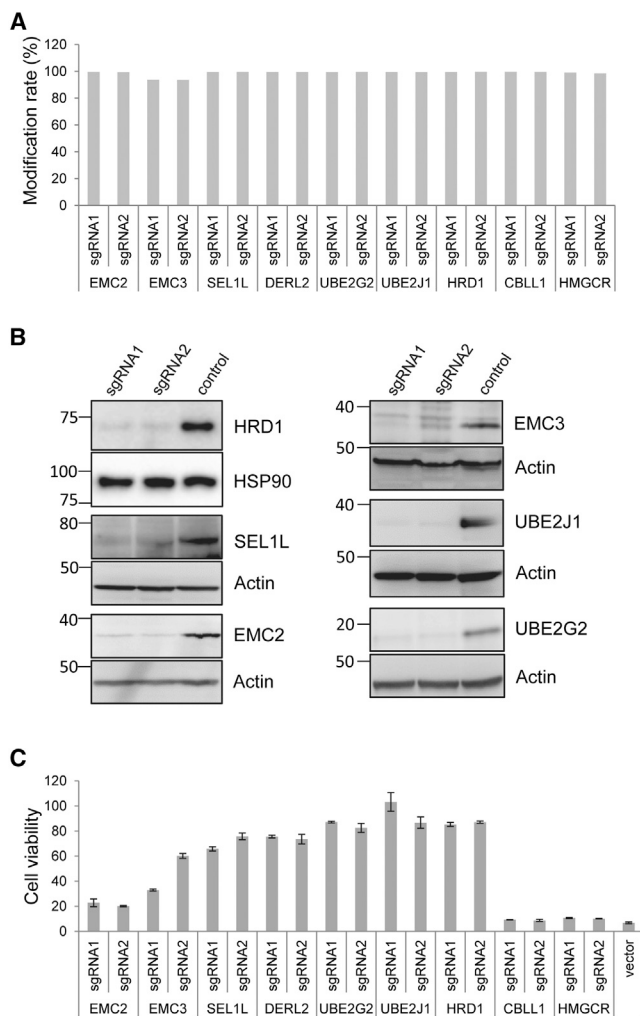 A
Modification rate (%)
120
100
80
60
40
20
0
sgRNA1 sgRNA2 sgRNA1 sgRNA2 sgRNA1 sgRNA2 sgRNA1 sgRNA2 sgRNA1 sgRNA2 sgRNA1 sgRNA2 sgRNA1 sgRNA2 sgRNA1 sgRNA2 sgRNA1 sgRNA2
EMC2 EMC3 SEL1L DERL2 UBE2G2 UBE2J1 HRD1 CBLL1 HMGCR
B
sgRNA1 sgRNA2 control
75
HRD1
100
HSP90
75
80
SEL1L
50
Actin
40
EMC2
50
Actin
sgRNA1 sgRNA2 control
40
EMC3
50
Actin
40
UBE2J1
50
Actin
20
UBE2G2
50
Actin
C
Cell viability
120
100
80
60
40
20
0
sgRNA1 sgRNA2 sgRNA1 sgRNA2 sgRNA1 sgRNA2 sgRNA1 sgRNA2 sgRNA1 sgRNA2 sgRNA1 sgRNA2 sgRNA1 sgRNA2 sgRNA1 sgRNA2 sgRNA1 sgRNA2 vector
EMC2 EMC3 SEL1L DERL2 UBE2G2 UBE2J1 HRD1 CBLL1 HMGCR